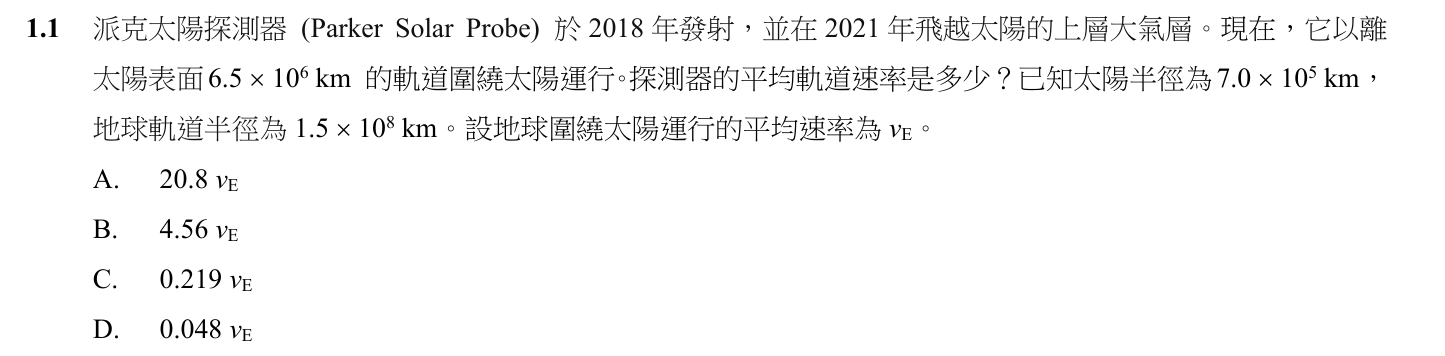 1.1 派克太陽探測器 (Parker Solar Probe) 於 2018 年發射，並在 2021 年飛越太陽的上層大氣層。現在，它以離
太陽表面 6.5 × 10⁶ km 的軌道圍繞太陽運行。探測器的平均軌道速率是多少？已知太陽半徑為 7.0 × 10⁵ km，
地球軌道半徑為 1.5 × 10⁸ km。設地球圍繞太陽運行的平均速率為 vE。
A. 20.8 vE
B. 4.56 vE
C. 0.219 vE
D. 0.048 vE